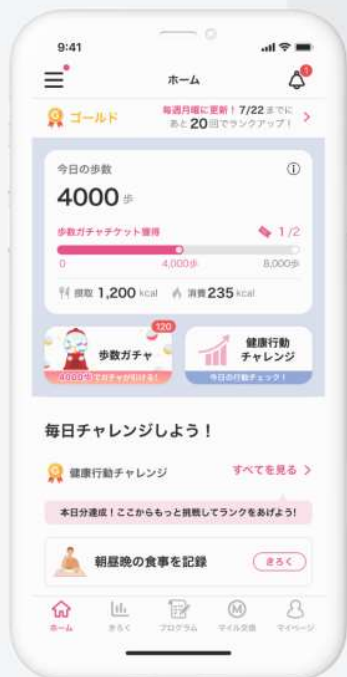 9:41
ホーム
ゴールド
毎週月曜に更新！7/22までに
あと20回でランクアップ！
今日の歩数
4000 歩
歩数ガチャチケット獲得
1/2
0
4,000歩
8,000歩
摂取 1,200 kcal
消費 235 kcal
120
歩数ガチャ
4000歩でガチャが引ける！
健康行動
チャレンジ
今日の行動チェック！
毎日チャレンジしよう！
健康行動チャレンジ
すべてを見る
本日分達成！ここからもっと挑戦してランクをあげよう!
朝昼晩の食事を記録
きろく
ホーム
きろく
プログラム
M
マイル交換
マイページ